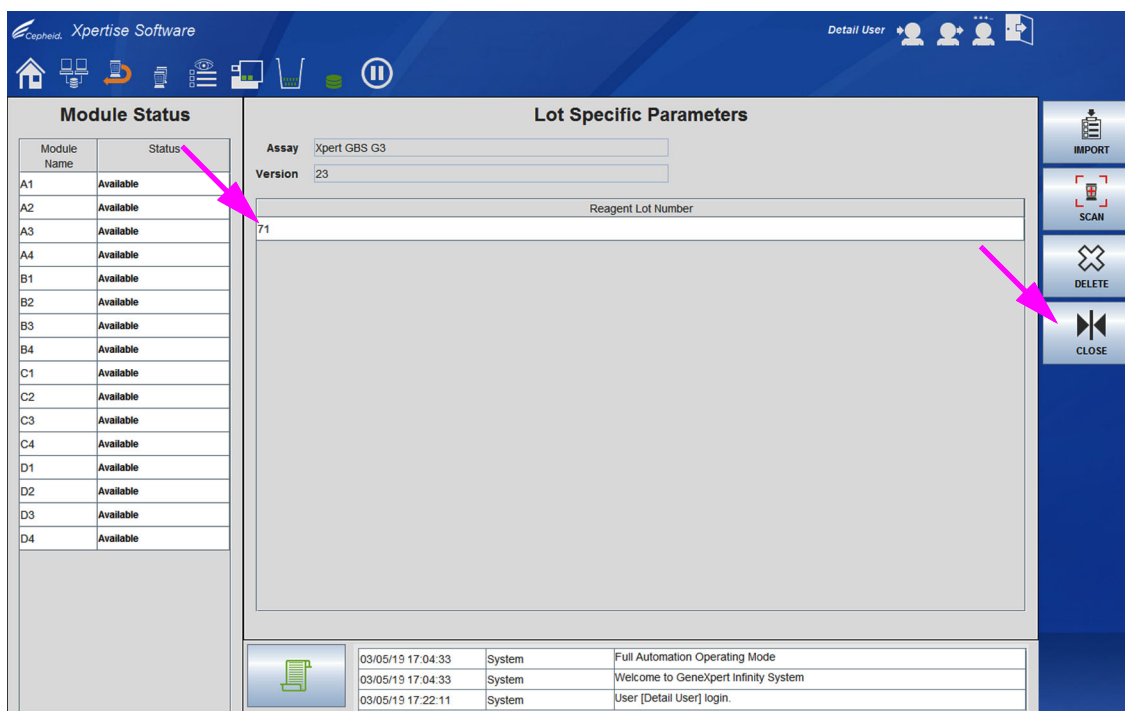 Cepheid. Xpertise Software
Detail User
Module Status
Module Name Status
A1 Available
A2 Available
A3 Available
A4 Available
B1 Available
B2 Available
B3 Available
B4 Available
C1 Available
C2 Available
C3 Available
C4 Available
D1 Available
D2 Available
D3 Available
D4 Available
Lot Specific Parameters
Assay Xpert GBS G3
Version 23
Reagent Lot Number
71
03/05/19 17:04:33 System Full Automation Operating Mode
03/05/19 17:04:33 System Welcome to GeneXpert Infinity System
03/05/19 17:22:11 System User [Detail User] login.
IMPORT
SCAN
DELETE
CLOSE